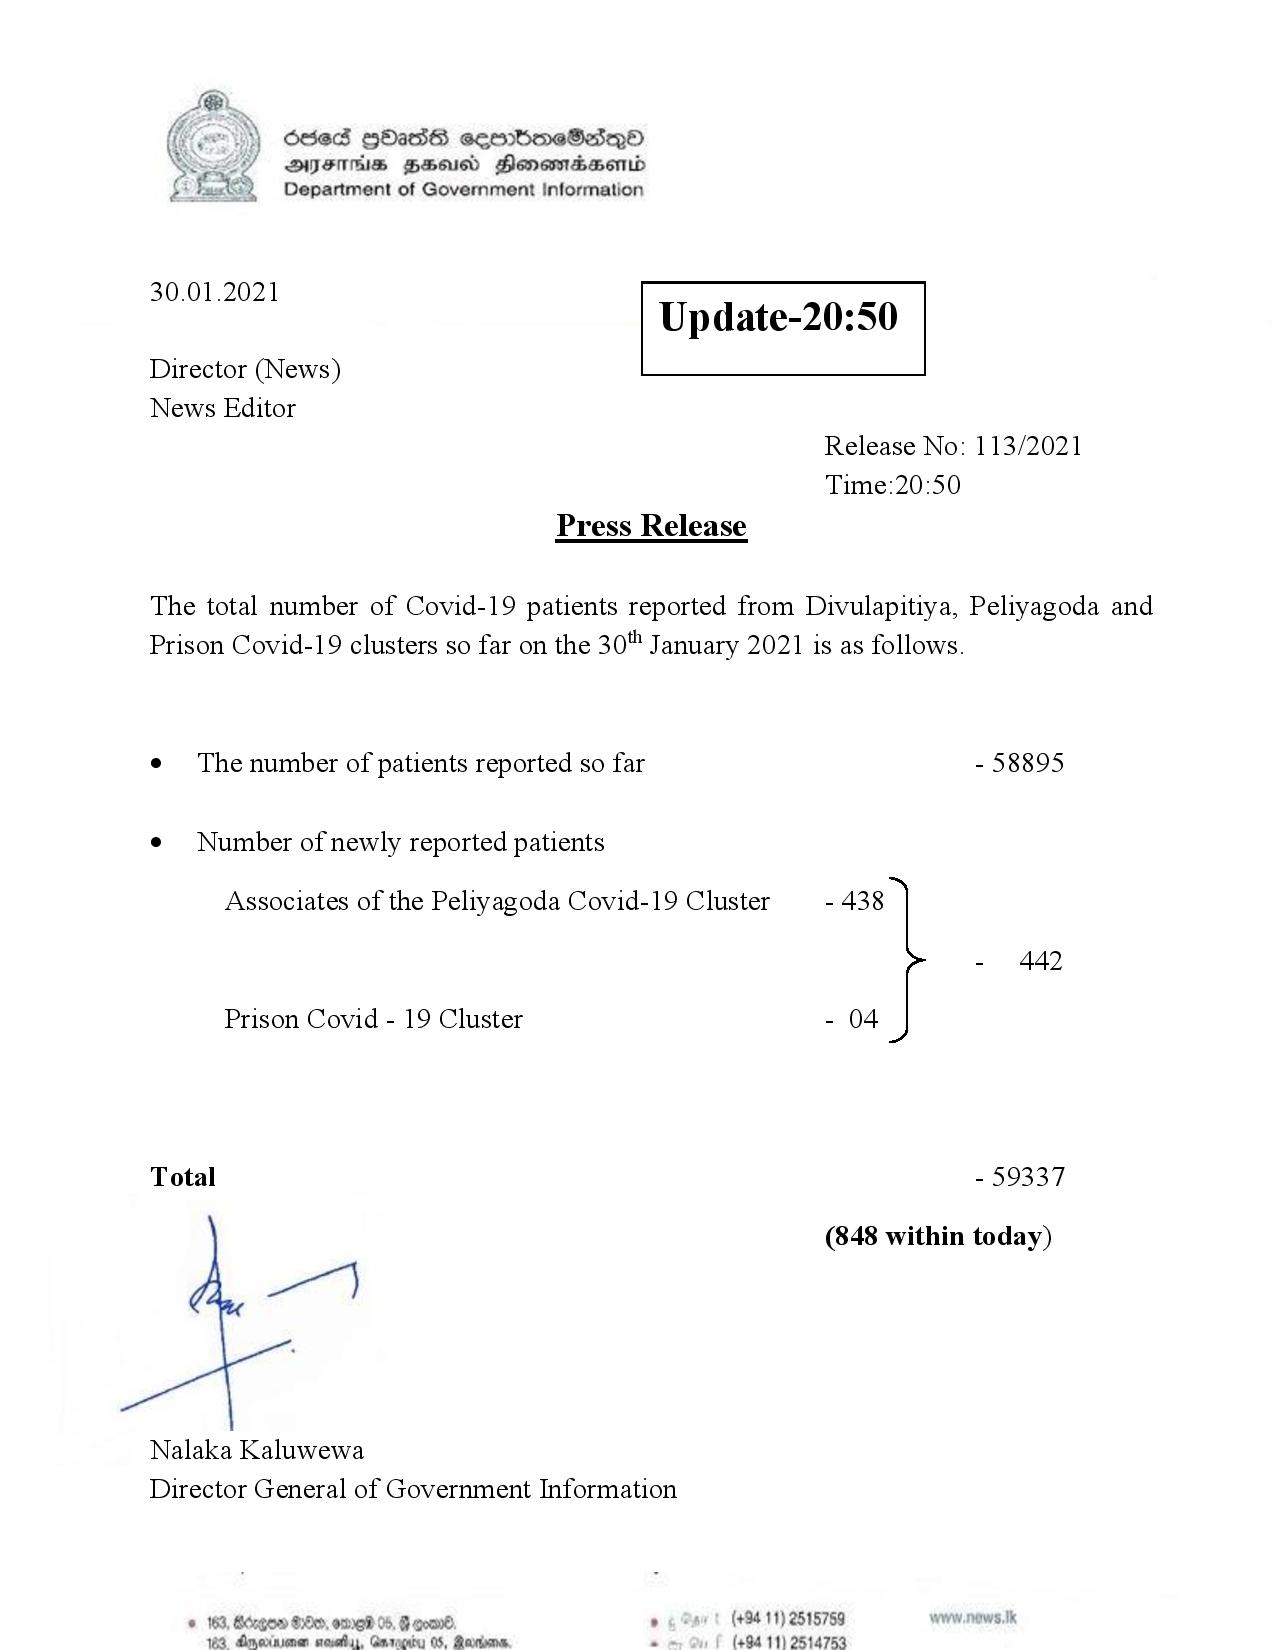 රජයේ ප්‍රවෘත්ති දෙපාර්තමේන්තුව
அரசாங்க தகவல் திணைக்களம்
Department of Government Information
30.01.2021
Update-20:50
Director (News)
News Editor
Release No: 113/2021
Time:20:50
Press Release
The total number of Covid-19 patients reported from Divulapitiya, Peliyagoda and
Prison Covid-19 clusters so far on the 30th January 2021 is as follows.
• The number of patients reported so far - 58895
• Number of newly reported patients
Associates of the Peliyagoda Covid-19 Cluster - 438
- 442
Prison Covid - 19 Cluster - 04
Total - 59337
(848 within today)
Nalaka Kaluwewa
Director General of Government Information
• 163, කිරුලපන මාවත, කොළඹ 05, ශ්‍රී ලංකාව.
163, கிருலப்பனை, கொழும்பு 05, இலங்கை.
(+94 11) 2515759
(+94 11) 2514753
www.news.lk